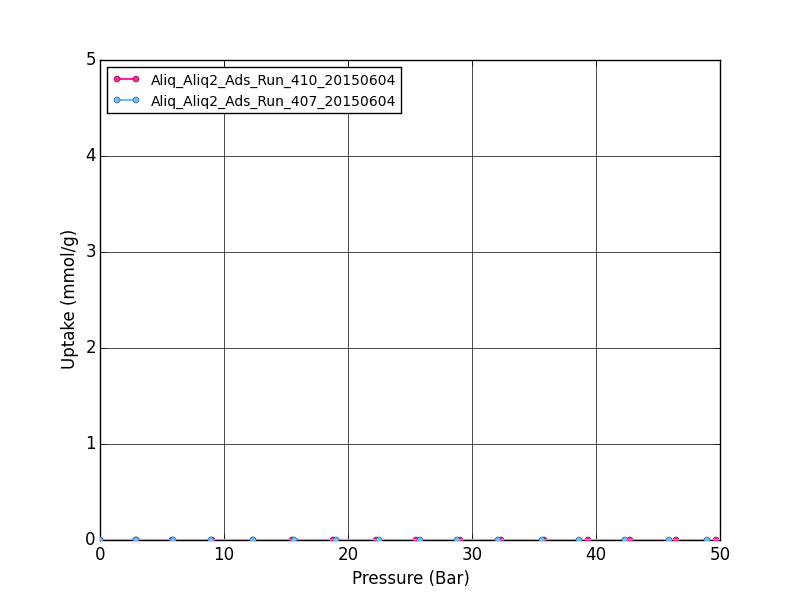 Aliq_Aliq2_Ads_Run_410_20150604
Aliq_Aliq2_Ads_Run_407_20150604
5
4
3
2
1
0
Uptake (mmol/g)
0 10 20 30 40 50
Pressure (Bar)